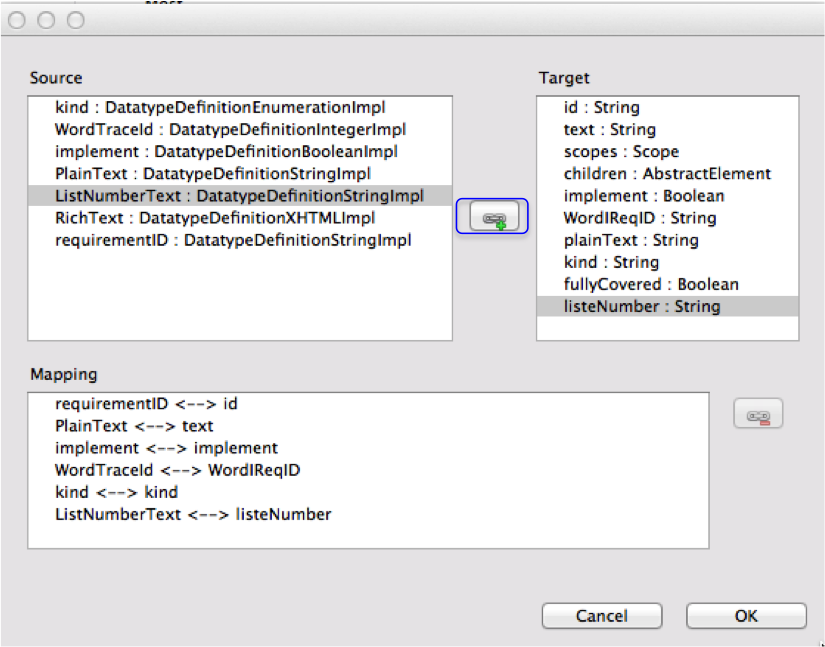 Source
Target
kind : DatatypeDefinitionEnumerationImpl
WordTraceId : DatatypeDefinitionIntegerImpl
implement : DatatypeDefinitionBooleanImpl
PlainText : DatatypeDefinitionStringImpl
ListNumberText : DatatypeDefinitionStringImpl
RichText : DatatypeDefinitionXHTMLImpl
requirementID : DatatypeDefinitionStringImpl
id : String
text : String
scopes : Scope
children : AbstractElement
implement : Boolean
WordIReqID : String
plainText : String
kind : String
fullyCovered : Boolean
listeNumber : String
Mapping
requirementID <--> id
PlainText <--> text
implement <--> implement
WordTraceId <--> WordIReqID
kind <--> kind
ListNumberText <--> listeNumber
Cancel
OK